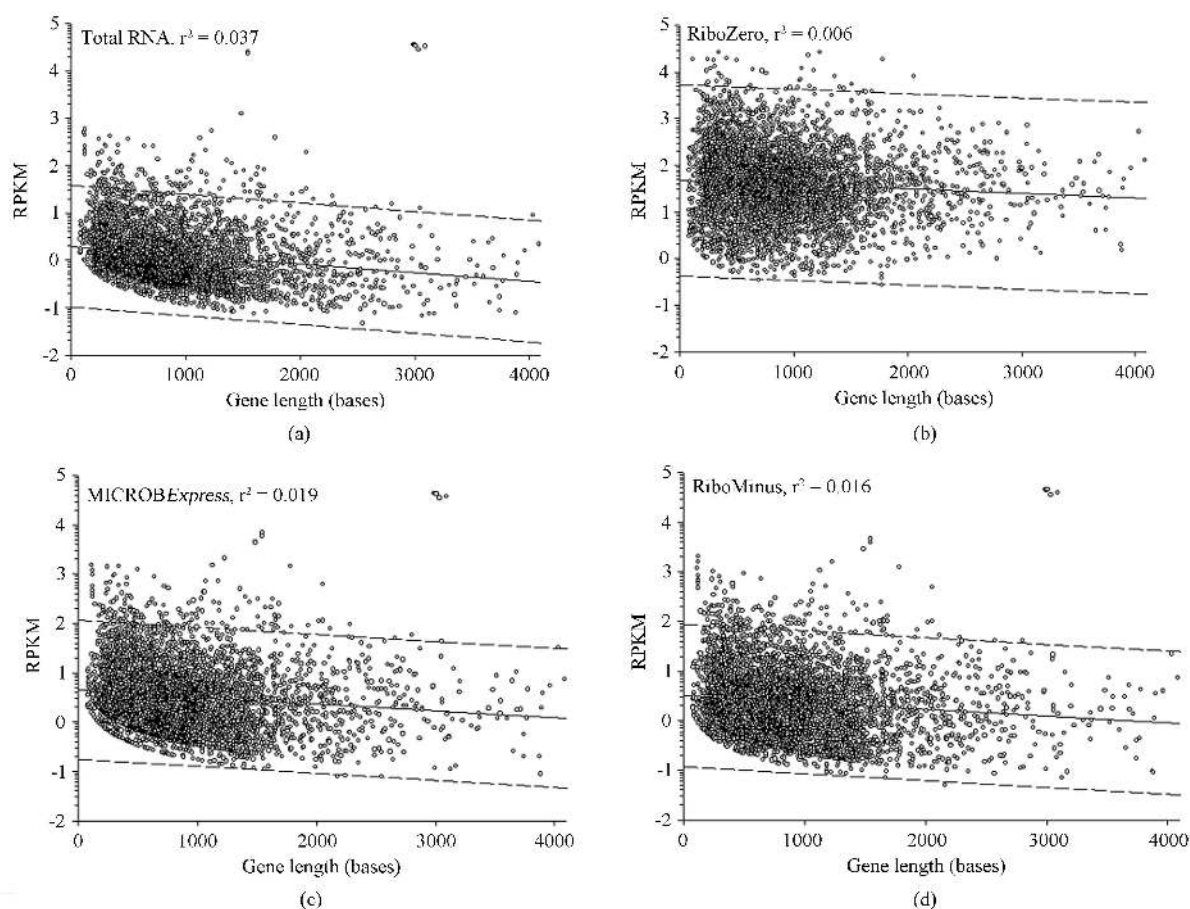 Total RNA, r² = 0.037
5
4
3
2
1
0
-1
-2
RPKM
0 1000 2000 3000 4000
Gene length (bases)
(a)
RiboZero, r² = 0.006
5
4
3
2
1
0
-1
-2
RPKM
0 1000 2000 3000 4000
Gene length (bases)
(b)
MICROBExpress, r² = 0.019
5
4
3
2
1
0
-1
-2
RPKM
0 1000 2000 3000 4000
Gene length (bases)
(c)
RiboMinus, r² = 0.016
5
4
3
2
1
0
-1
-2
RPKM
0 1000 2000 3000 4000
Gene length (bases)
(d)